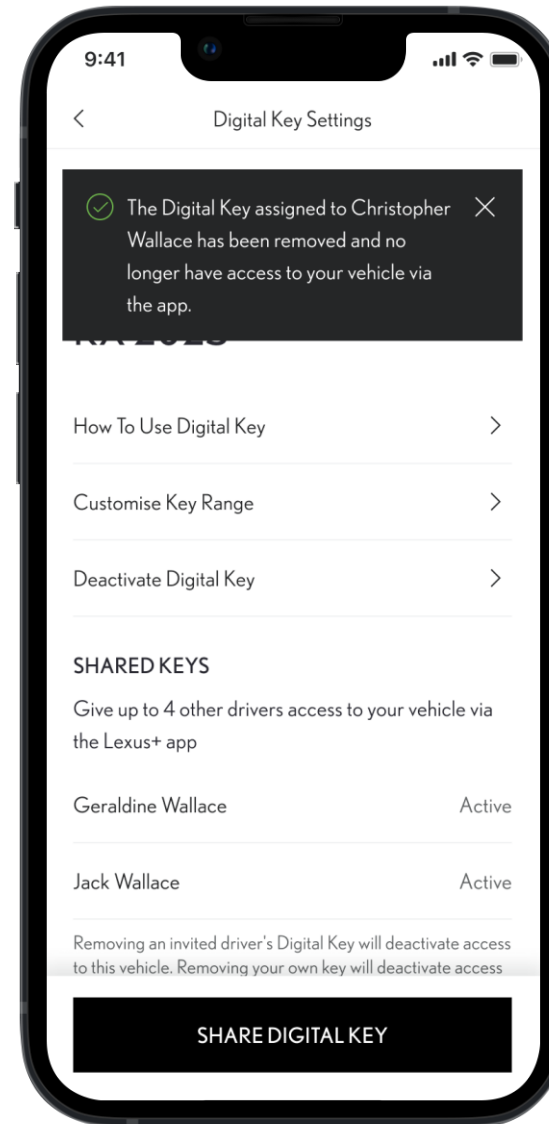 9:41
Digital Key Settings
The Digital Key assigned to Christopher
Wallace has been removed and no
longer have access to your vehicle via
the app.
How To Use Digital Key
Customise Key Range
Deactivate Digital Key
SHARED KEYS
Give up to 4 other drivers access to your vehicle via
the Lexus+ app
Geraldine Wallace Active
Jack Wallace Active
Removing an invited driver's Digital Key will deactivate access
to this vehicle. Removing your own key will deactivate access
SHARE DIGITAL KEY